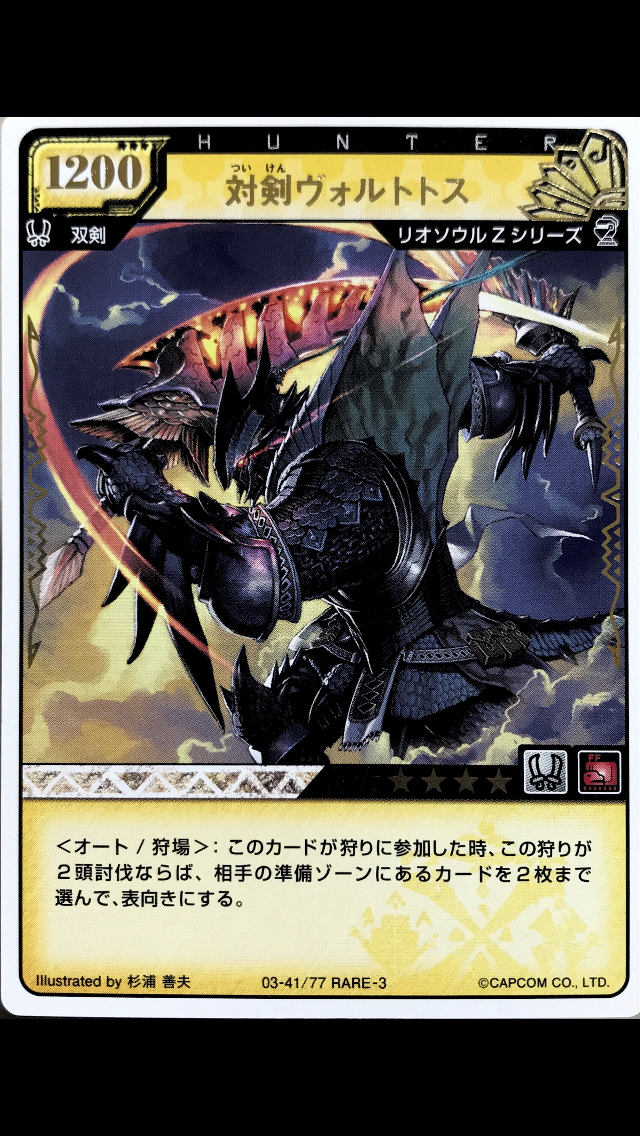 HUNTER
1200
つい けん
対剣ヴォルトトス
双剣
リオソウルZシリーズ
FF
<オート / 狩場>: このカードが狩りに参加した時、この狩りが
2頭討伐ならば、相手の準備ゾーンにあるカードを2枚まで
選んで、表向きにする。
Illustrated by 杉浦 善夫
03-41/77 RARE-3
©CAPCOM CO., LTD.